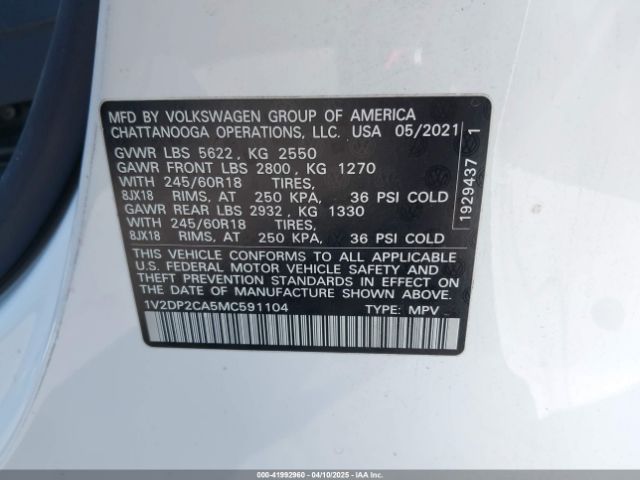 MFD BY VOLKSWAGEN GROUP OF AMERICA
CHATTANOOGA OPERATIONS, LLC. USA 05/2021
GVWR LBS 5622, KG 2550
GAWR FRONT LBS 2800, KG 1270
WITH 245/60R18 TIRES,
8JX18 RIMS, AT 250 KPA, 36 PSI COLD
GAWR REAR LBS 2932, KG 1330
WITH 245/60R18 TIRES,
8JX18 RIMS, AT 250 KPA, 36 PSI COLD
THIS VEHICLE CONFORMS TO ALL APPLICABLE
U.S. FEDERAL MOTOR VEHICLE SAFETY AND
THEFT PREVENTION STANDARDS IN EFFECT ON
THE DATE OF MANUFACTURE SHOWN ABOVE.
1V2DP2CA5MC591104 TYPE: MPV
1929437 1
000-41992960 - 04/10/2025 - IAAI.COM